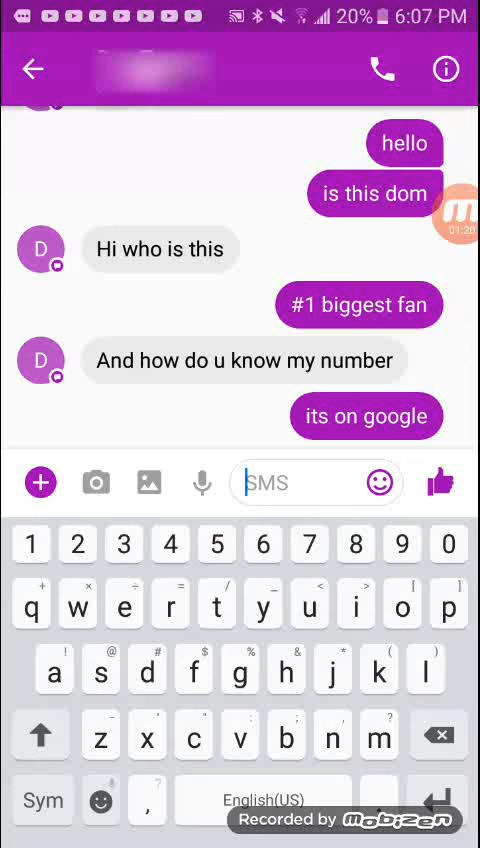 20% 6:07 PM
hello
is this dom
01:20
D Hi who is this
#1 biggest fan
D And how do u know my number
its on google
SMS
1 2 3 4 5 6 7 8 9 0
+ × ÷ = / _ < > [ ]
q w e r t y u i o p
! @ # $ % & * ( )
a s d f g h j k l
- ' " : ; , ?
z x c v b n m
Sym , English(US) .
Recorded by Mobizen